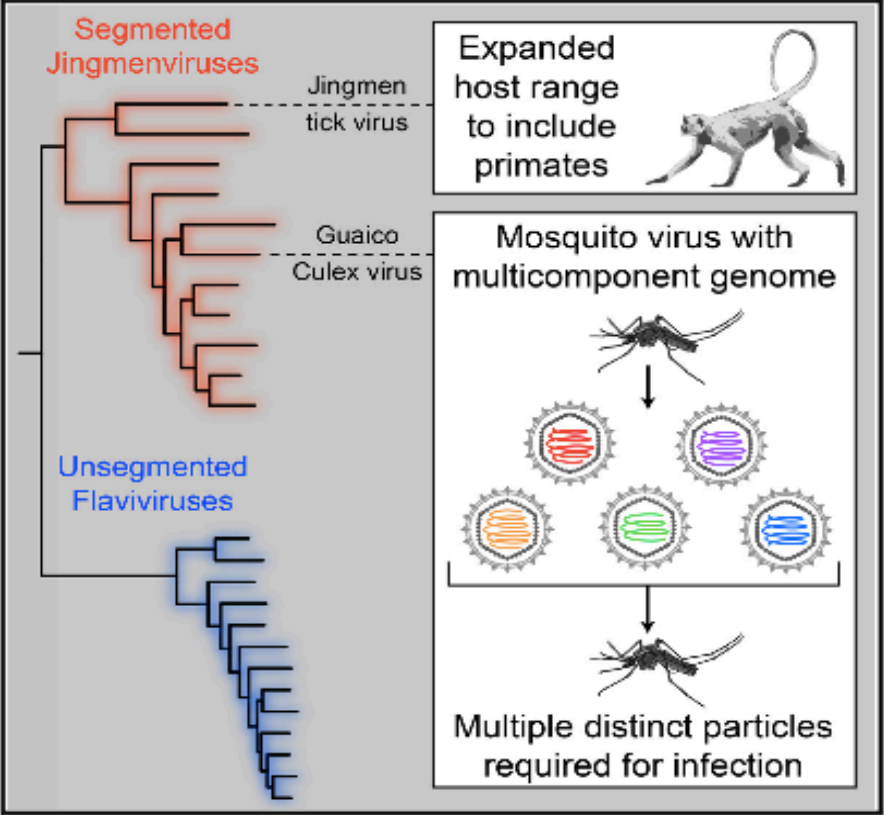 Segmented
Jingmenviruses
Jingmen
tick virus
Expanded
host range
to include
primates
Guaico
Culex virus
Mosquito virus with
multicomponent genome
Unsegmented
Flaviviruses
Multiple distinct particles
required for infection